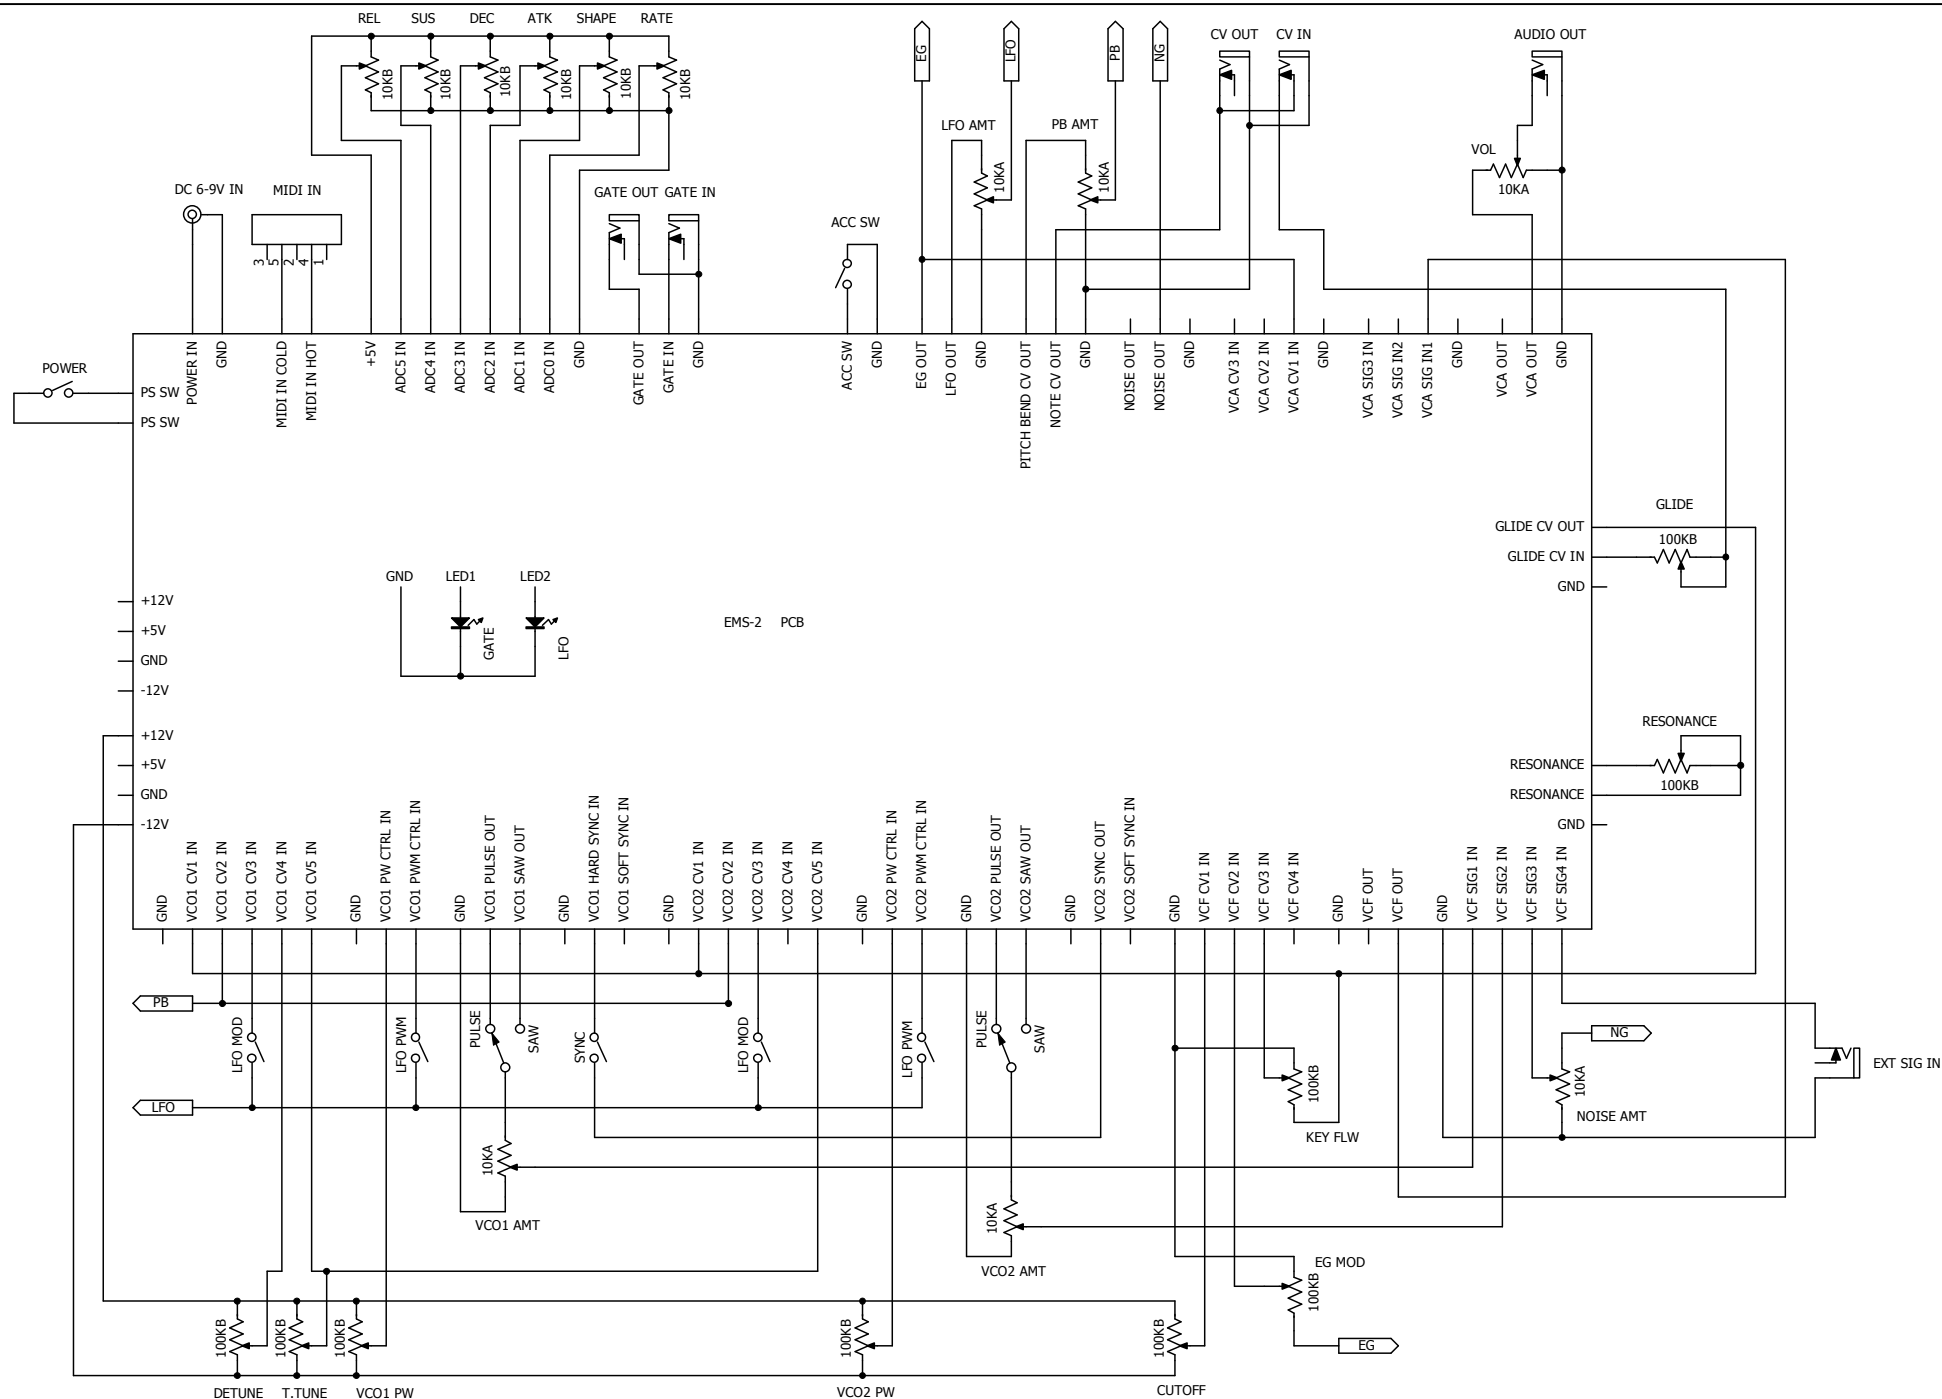 REL SUS DEC ATK SHAPE RATE
10KB 10KB 10KB 10KB 10KB 10KB
EG LFO PB NG
CV OUT CV IN AUDIO OUT
LFO AMT PB AMT
10KA 10KA
VOL
10KA
DC 6-9V IN MIDI IN
3 5 2 4 1
GATE OUT GATE IN
ACC SW
POWER
PS SW
PS SW
POWER IN
GND
MIDI IN COLD
MIDI IN HOT
+5V
ADC5 IN
ADC4 IN
ADC3 IN
ADC2 IN
ADC1 IN
ADC0 IN
GND
GATE OUT
GATE IN
GND
ACC SW
GND
EG OUT
LFO OUT
GND
PITCH BEND CV OUT
NOTE CV OUT
GND
NOISE OUT
NOISE OUT
GND
VCA CV3 IN
VCA CV2 IN
VCA CV1 IN
GND
VCA SIG3 IN
VCA SIG IN2
VCA SIG IN1
GND
VCA OUT
VCA OUT
GND
GLIDE
GLIDE CV OUT
100KB
GLIDE CV IN
GND
GND LED1 LED2
GATE
LFO
EMS-2 PCB
+12V
+5V
GND
-12V
+12V
+5V
GND
-12V
RESONANCE
RESONANCE
100KB
RESONANCE
GND
GND
VCO1 CV1 IN
VCO1 CV2 IN
VCO1 CV3 IN
VCO1 CV4 IN
VCO1 CV5 IN
GND
VCO1 PW CTRL IN
VCO1 PWM CTRL IN
GND
VCO1 PULSE OUT
VCO1 SAW OUT
GND
VCO1 HARD SYNC IN
VCO1 SOFT SYNC IN
GND
VCO2 CV1 IN
VCO2 CV2 IN
VCO2 CV3 IN
VCO2 CV4 IN
VCO2 CV5 IN
GND
VCO2 PW CTRL IN
VCO2 PWM CTRL IN
GND
VCO2 PULSE OUT
VCO2 SAW OUT
GND
VCO2 SYNC OUT
VCO2 SOFT SYNC IN
GND
VCF CV1 IN
VCF CV2 IN
VCF CV3 IN
VCF CV4 IN
GND
VCF OUT
VCF OUT
GND
VCF SIG1 IN
VCF SIG2 IN
VCF SIG3 IN
VCF SIG4 IN
PB
LFO MOD
LFO PWM
PULSE
SAW
SYNC
LFO MOD
LFO PWM
PULSE
SAW
NG
EXT SIG IN
100KB
10KA
LFO
NOISE AMT
KEY FLW
10KA
VCO1 AMT
10KA
VCO2 AMT
EG MOD
100KB
100KB 100KB 100KB 100KB 100KB
EG
DETUNE T.TUNE VCO1 PW VCO2 PW CUTOFF